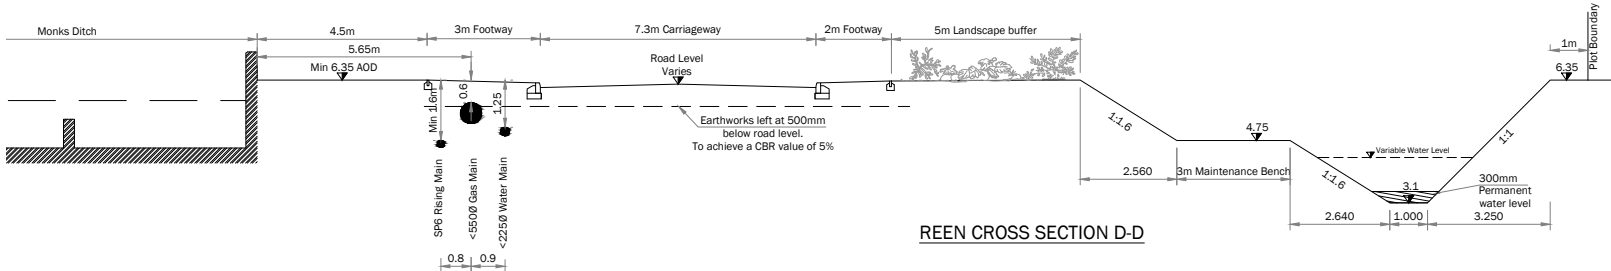 Monks Ditch
4.5m
3m Footway
7.3m Carriageway
2m Footway
5m Landscape buffer
Plot Boundary
1m
5.65m
Min 6.35 AOD
Road Level
Varies
6.35
Min 1.6m
0.6
1.25
Earthworks left at 500mm
below road level.
To achieve a CBR value of 5%
1:1.6
4.75
1:1
Variable Water Level
2.560
3m Maintenance Bench
1:1.6
3.1
300mm
Permanent
water level
SP6 Rising Main
<550Ø Gas Main
<225Ø Water Main
2.640
1.000
3.250
REEN CROSS SECTION D-D
0.8
0.9